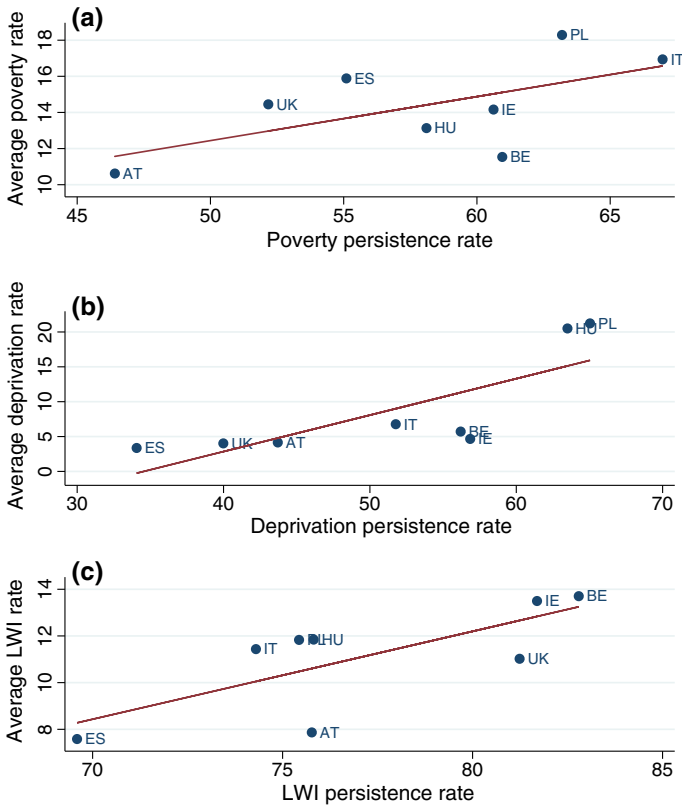 (a)
Average poverty rate
18
16
14
12
10
PL
IT
ES
UK
IE
HU
BE
AT
45 50 55 60 65
Poverty persistence rate
(b)
Average deprivation rate
20
15
10
5
0
HU PL
IT
BE
IE
ES
UK
AT
30 40 50 60 70
Deprivation persistence rate
(c)
Average LWI rate
14
12
10
8
IE
BE
IT
PL
HU
UK
AT
ES
70 75 80 85
LWI persistence rate